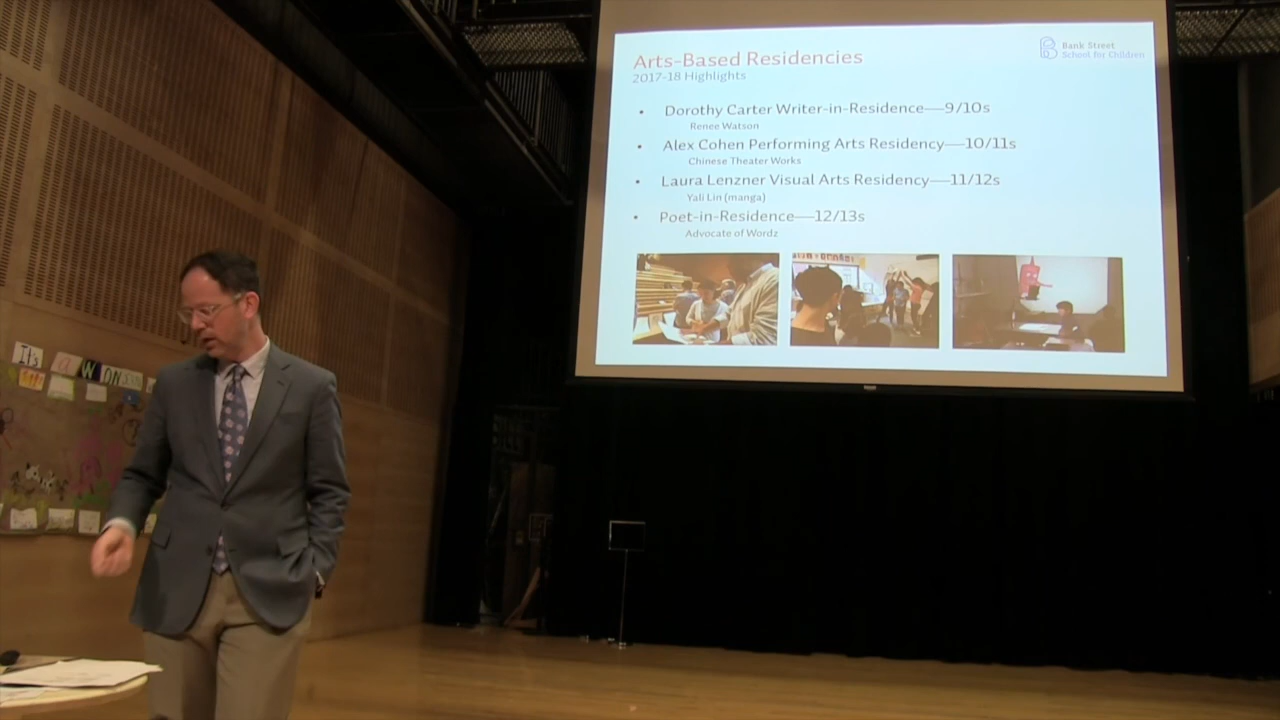 Arts-Based Residencies
2017-18 Highlights
Bank Street
School for Children
• Dorothy Carter Writer-in-Residence—9/10s
Renee Watson
• Alex Cohen Performing Arts Residency—10/11s
Chinese Theater Works
• Laura Lenzner Visual Arts Residency—11/12s
Yali Lin (manga)
• Poet-in-Residence—12/13s
Advocate of Wordz
It's a WON